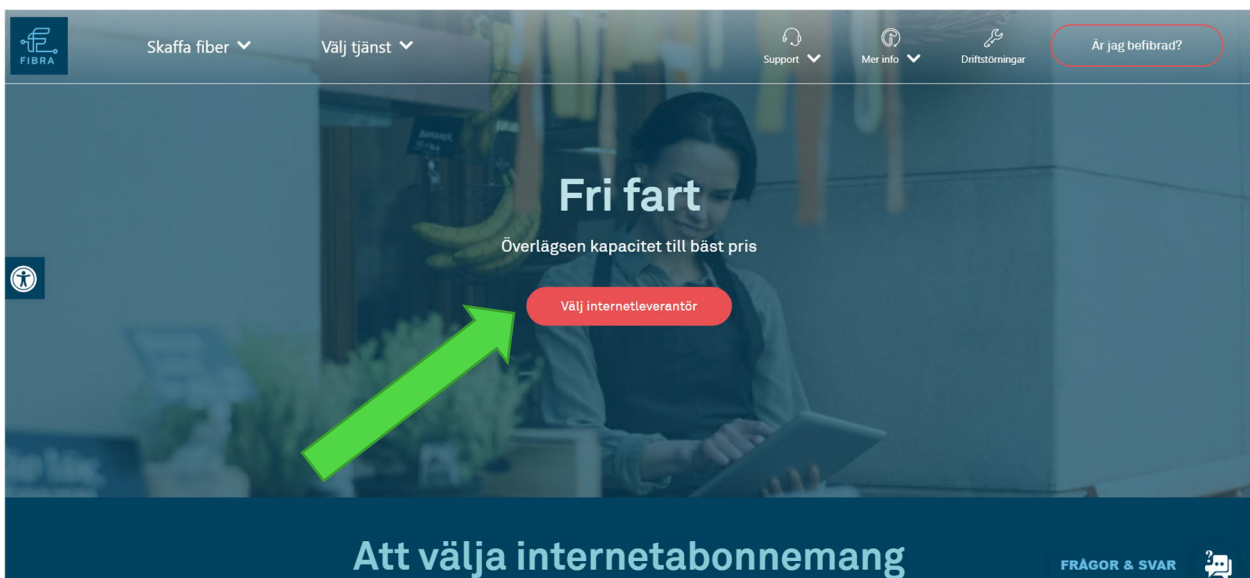 FIBRA
Skaffa fiber
Välj tjänst
Support
Mer info
Driftstörningar
Är jag befibrad?
Fri fart
Överlägsen kapacitet till bäst pris
Välj internetleverantör
Att välja internetabonnemang
FRÅGOR & SVAR